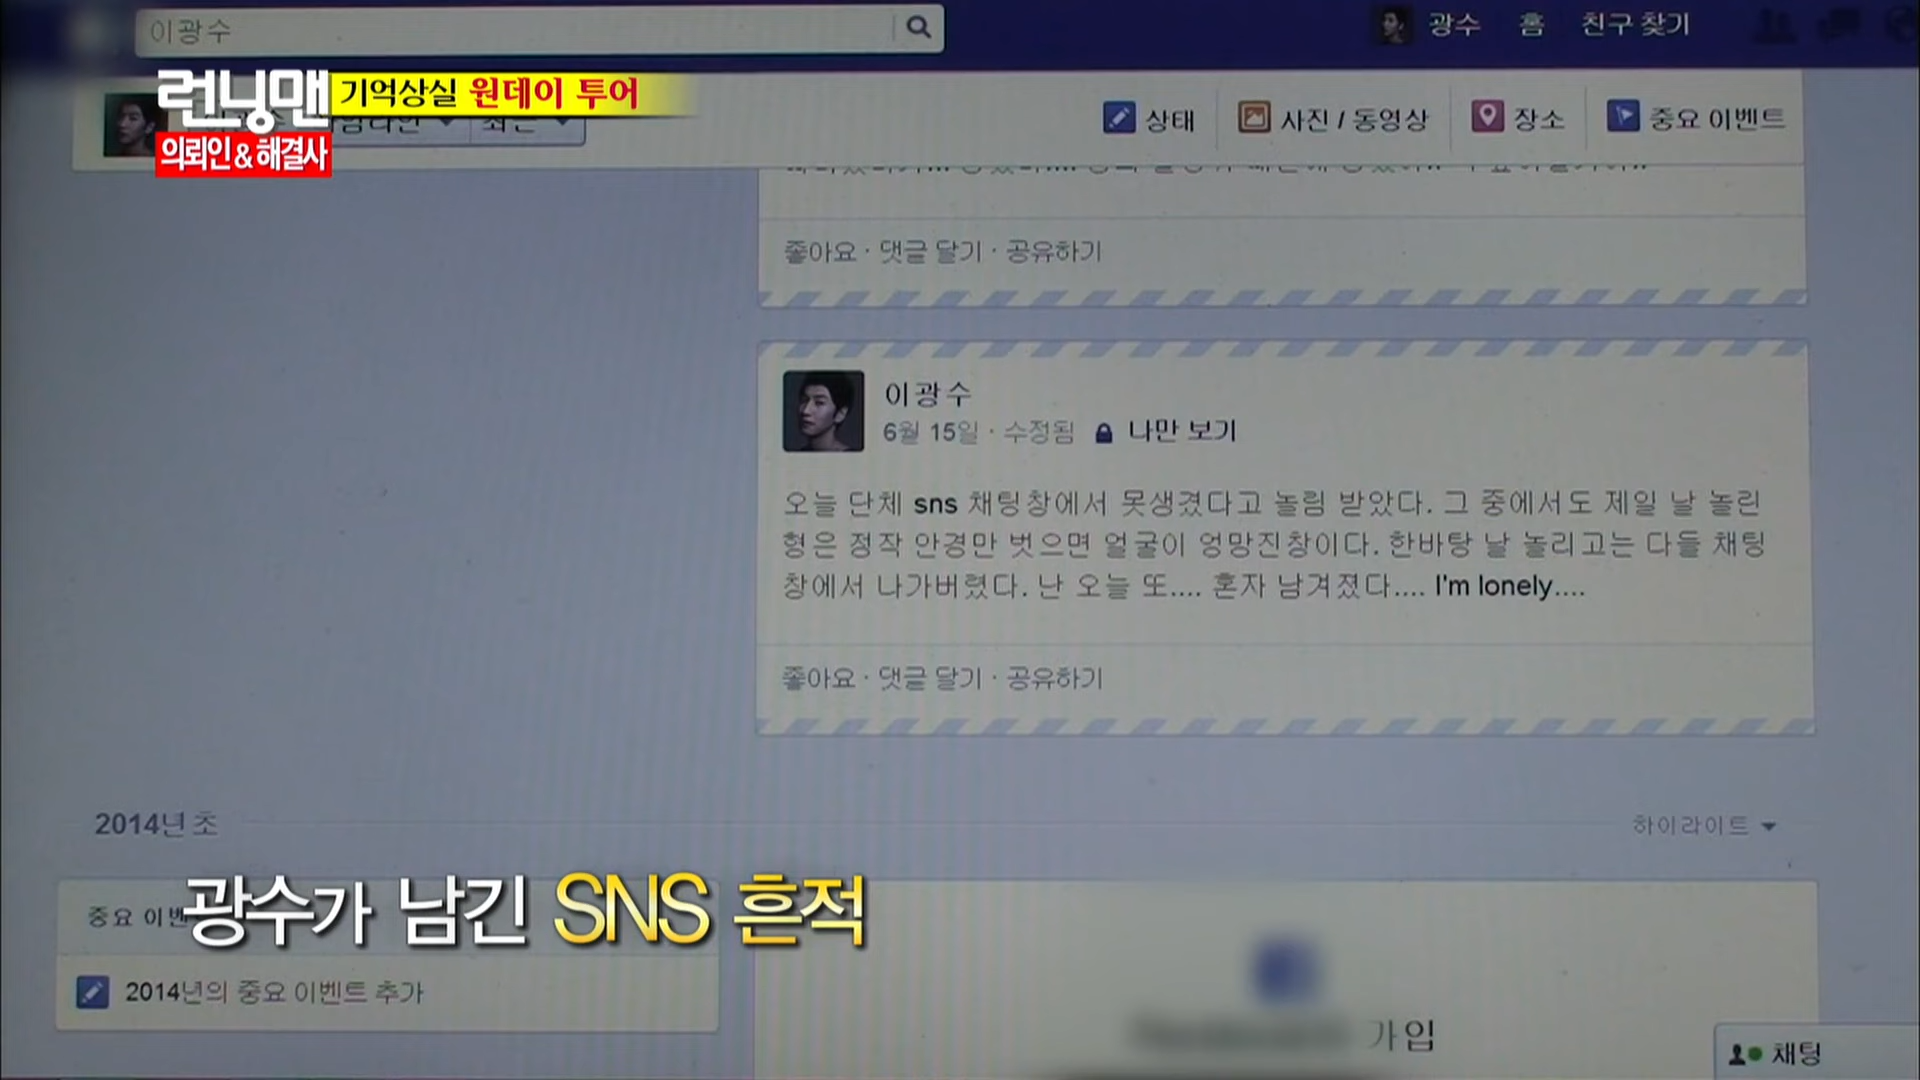 이광수
광수 홈 친구 찾기
런닝맨 기억상실 원데이 투어
의뢰인&해결사
상태 사진 / 동영상 장소 중요 이벤트
좋아요 · 댓글 달기 · 공유하기
이광수
6월 15일 · 수정됨 나만 보기
오늘 단체 sns 채팅창에서 못생겼다고 놀림 받았다. 그 중에서도 제일 날 놀린
형은 정작 안경만 벗으면 얼굴이 엉망진창이다. 한바탕 날 놀리고는 다들 채팅
창에서 나가버렸다. 난 오늘 또.... 혼자 남겨졌다.... I'm lonely....
좋아요 · 댓글 달기 · 공유하기
2014년 초 하이라이트
중요 이벤
광수가 남긴 SNS 흔적
2014년의 중요 이벤트 추가
가입
채팅